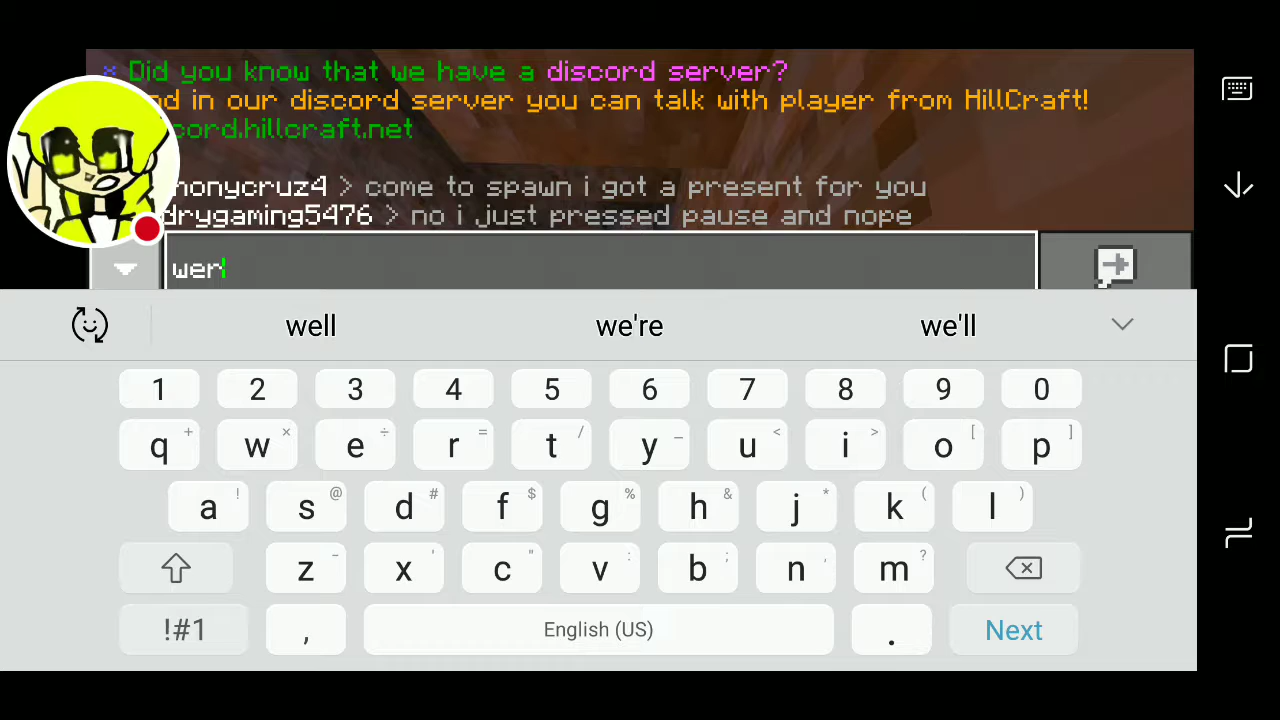 × Did you know that we have a discord server?
nd in our discord server you can talk with player from HillCraft!
cord.hillcraft.net
nonycruz4 > come to spawn i got a present for you
drygaming5476 > no i just pressed pause and nope
wer
well we're we'll
1 2 3 4 5 6 7 8 9 0
q + w × e ÷ r = t / y _ u < i > o [ p ]
a ! s @ d # f $ g % h & j * k ( l )
z - x ' c " v : b ; n , m ?
!#1 , English (US) . Next